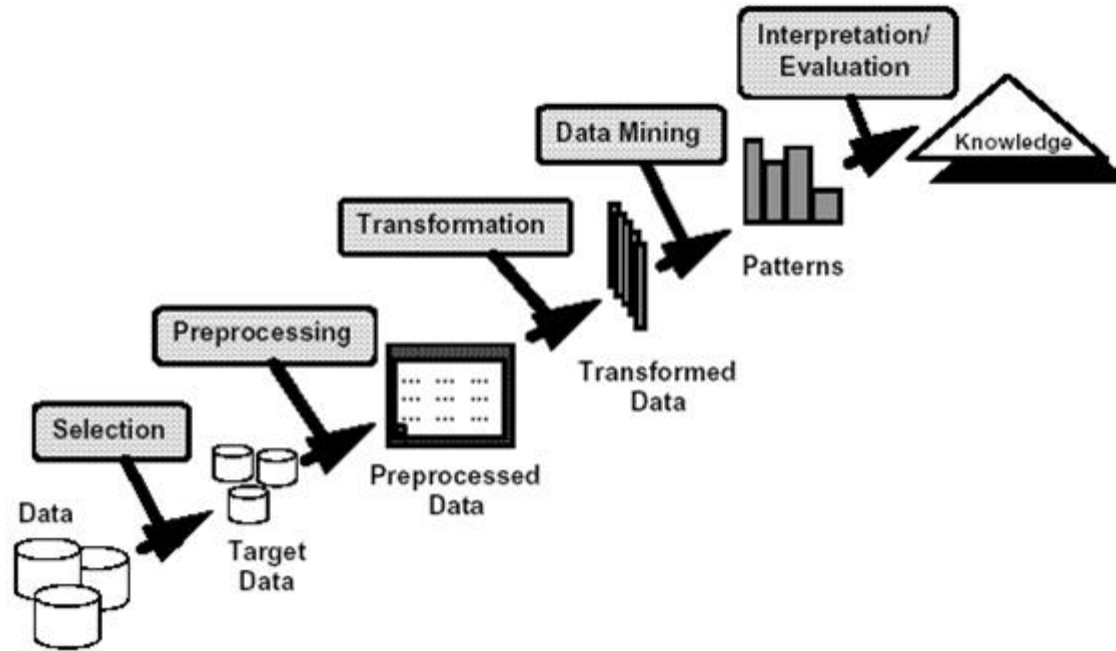 Interpretation/
Evaluation
Knowledge
Data Mining
Patterns
Transformation
Transformed
Data
Preprocessing
... ... ...
... ... ...
... ... ...
Preprocessed
Data
Selection
Data
Target
Data